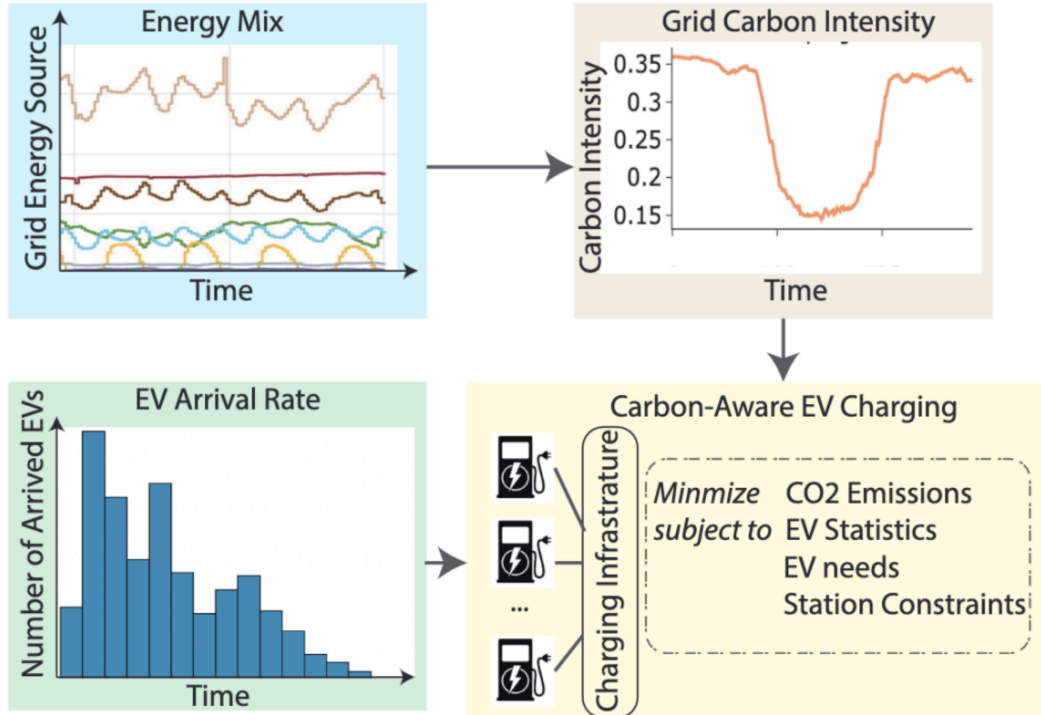 Energy Mix
Grid Energy Source
Time
Grid Carbon Intensity
Carbon Intensity
0.35
0.3
0.25
0.2
0.15
Time
EV Arrival Rate
Number of Arrived EVs
Time
Carbon-Aware EV Charging
...
Charging Infrastrature
Minmize CO2 Emissions
subject to EV Statistics
EV needs
Station Constraints